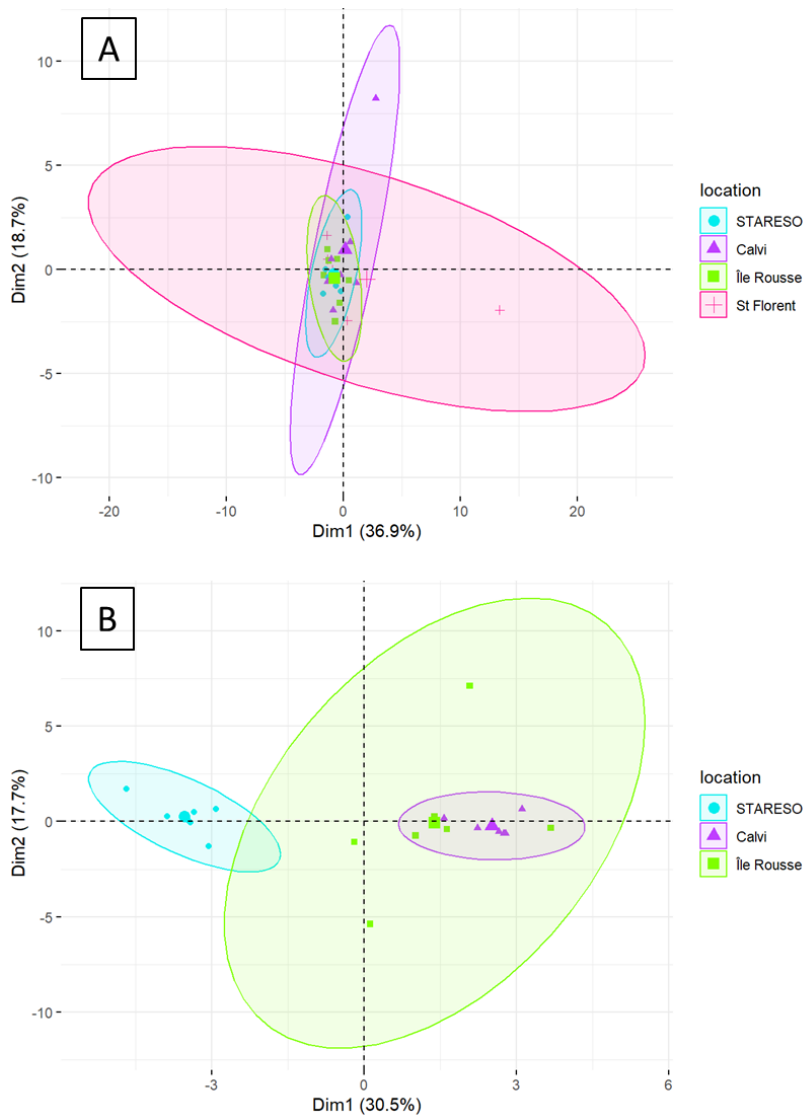 A
10
5
0
-5
-10
Dim2 (18.7%)
-20
-10
0
10
20
Dim1 (36.9%)
location
STARESO
Calvi
Île Rousse
St Florent
B
10
5
0
-5
-10
Dim2 (17.7%)
-3
0
3
6
Dim1 (30.5%)
location
STARESO
Calvi
Île Rousse